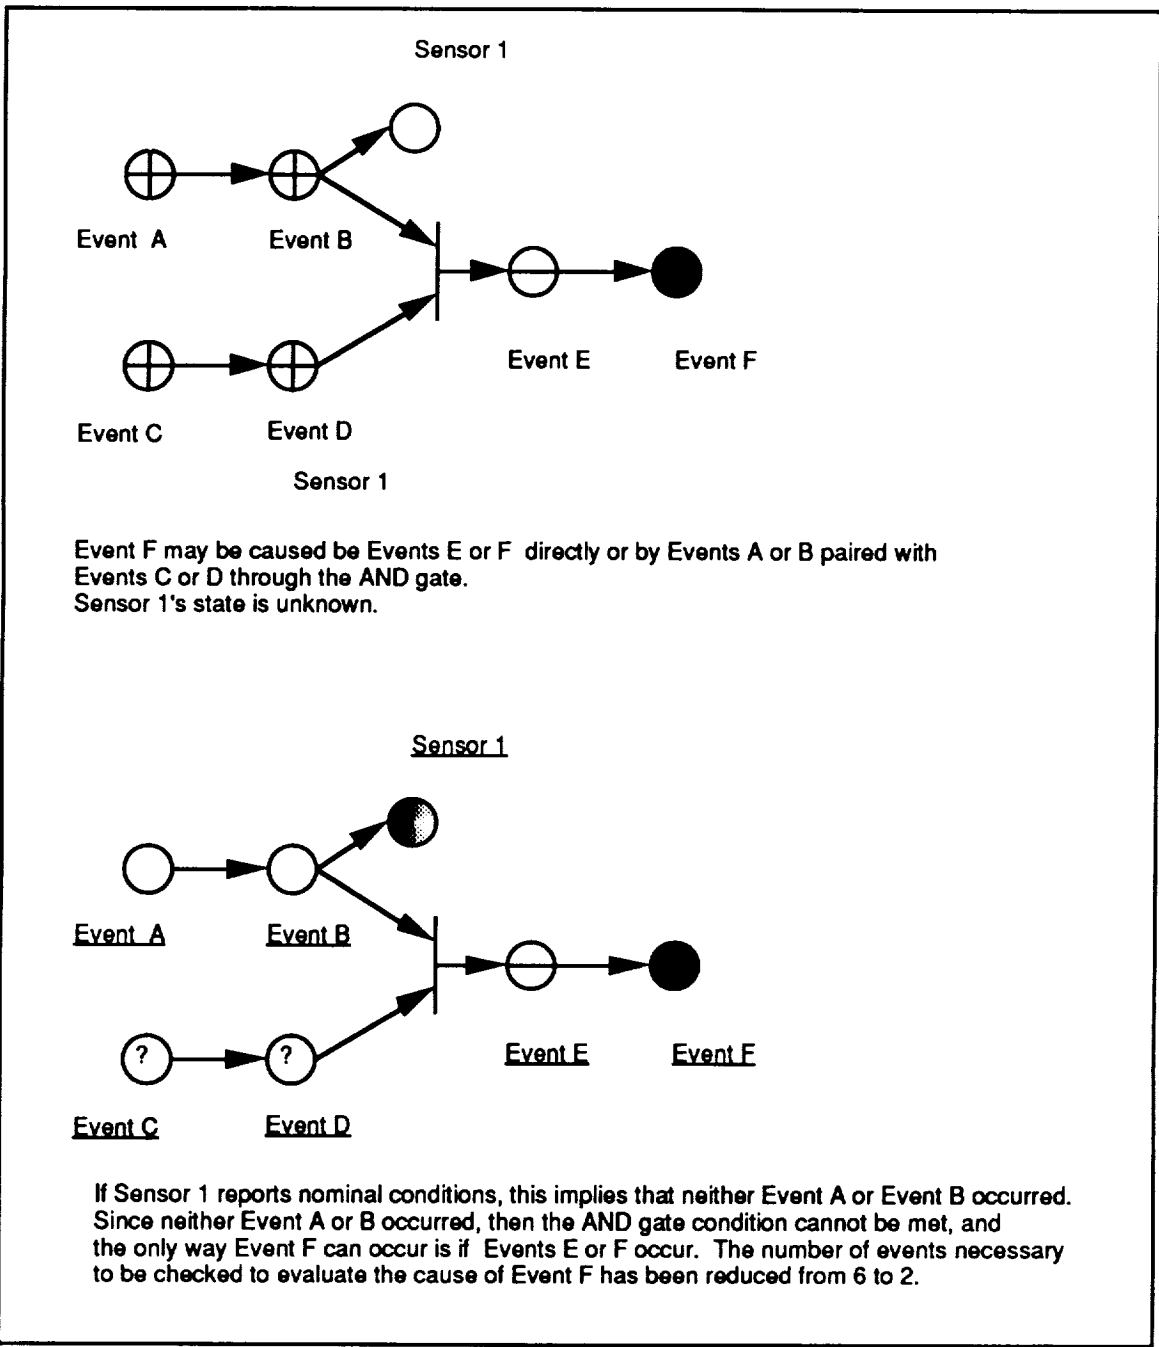 Sensor 1
Event A
Event B
Event E
Event F
Event C
Event D
Sensor 1
Event F may be caused be Events E or F directly or by Events A or B paired with
Events C or D through the AND gate.
Sensor 1's state is unknown.
Sensor 1
Event A
Event B
?
?
Event E
Event F
Event C
Event D
If Sensor 1 reports nominal conditions, this implies that neither Event A or Event B occurred.
Since neither Event A or B occurred, then the AND gate condition cannot be met, and
the only way Event F can occur is if Events E or F occur. The number of events necessary
to be checked to evaluate the cause of Event F has been reduced from 6 to 2.